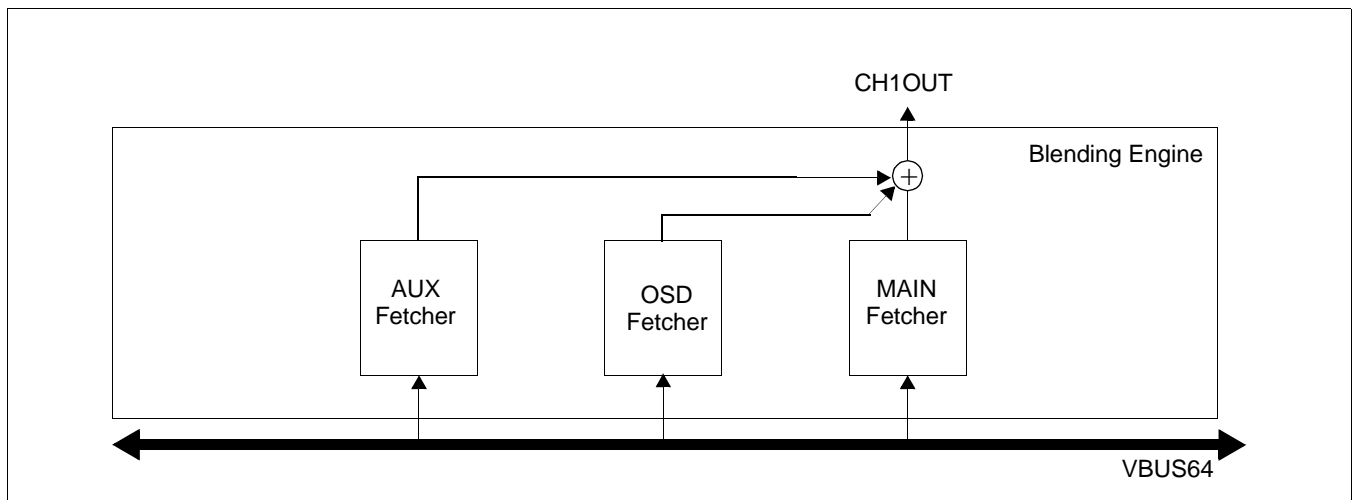 CH1OUT
Blending Engine
+
AUX
Fetcher
OSD
Fetcher
MAIN
Fetcher
VBUS64